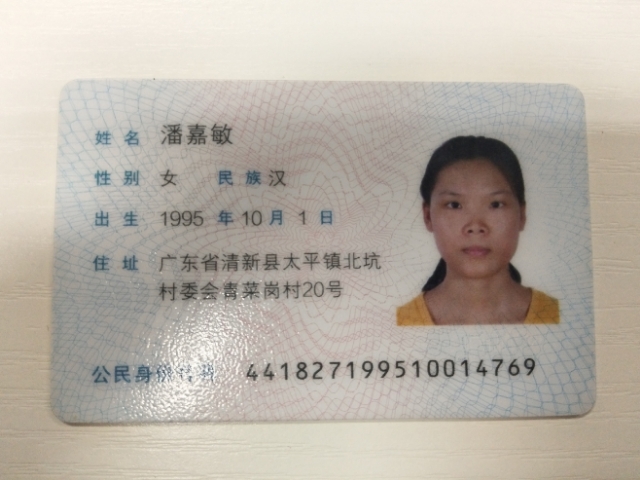 姓名 潘嘉敏
性别 女 民族 汉
出生 1995 年 10 月 1 日
住址 广东省清新县太平镇北坑
村委会青菜岗村20号
公民身份号码 441827199510014769